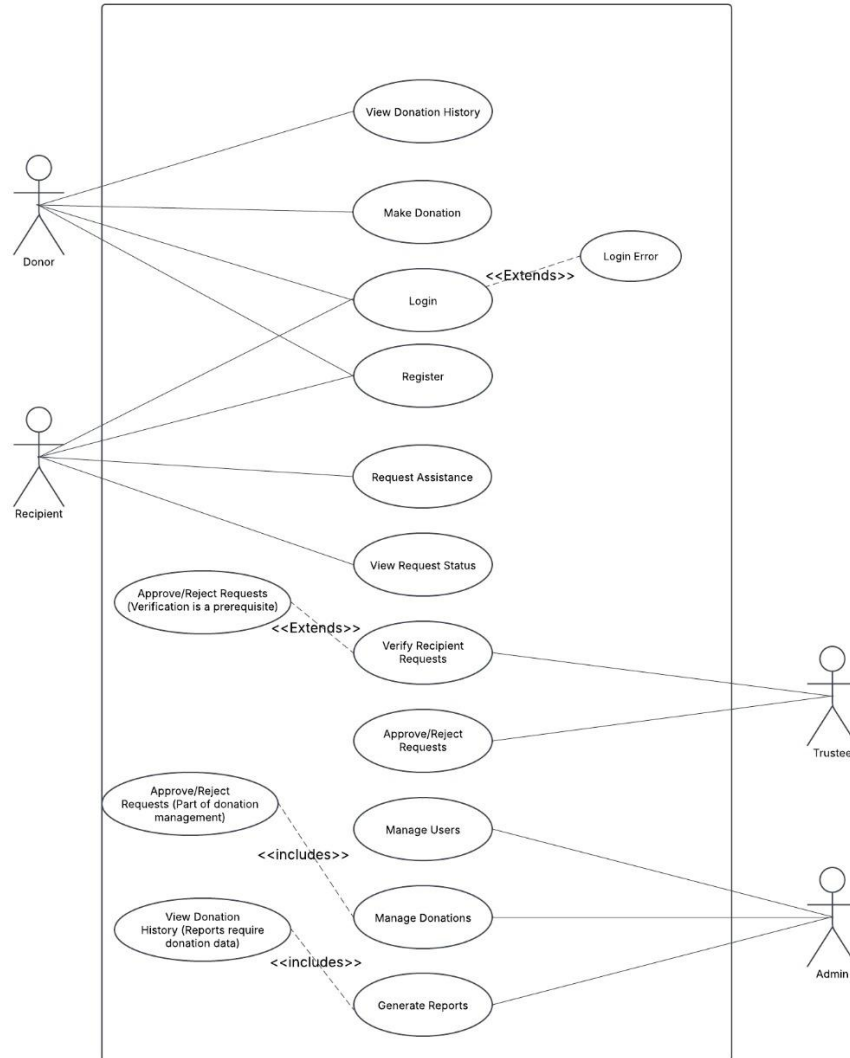 View Donation History
Make Donation
Donor
Login
<<Extends>>
Login Error
Register
Recipient
Request Assistance
View Request Status
Approve/Reject Requests
(Verification is a prerequisite)
<<Extends>>
Verify Recipient
Requests
Approve/Reject
Requests
Trustee
Approve/Reject
Requests (Part of donation
management)
Manage Users
<<includes>>
View Donation
History (Reports require
donation data)
Manage Donations
<<includes>>
Admin
Generate Reports